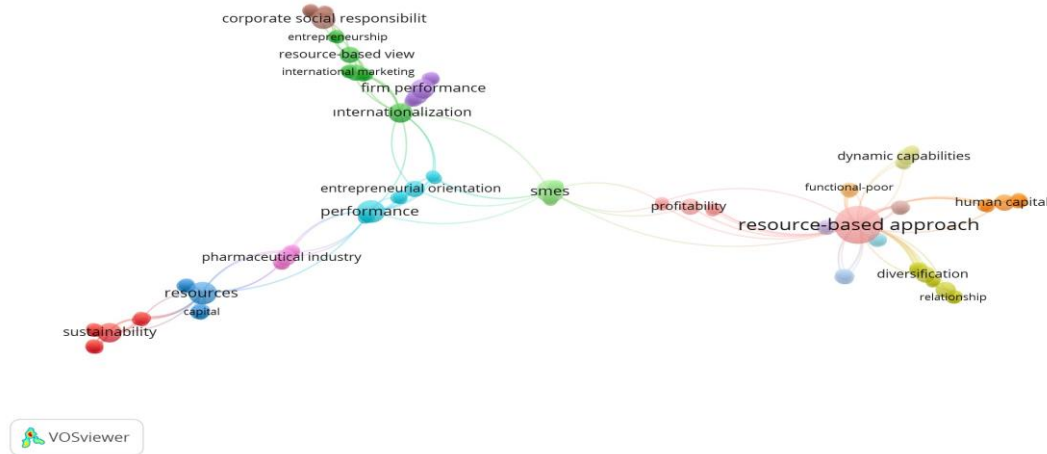 corporate social responsibilit
entrepreneurship
resource-based view
international marketing
firm performance
internationalization
entrepreneurial orientation
performance
smes
profitability
dynamic capabilities
functional-poor
human capital
resource-based approach
pharmaceutical industry
diversification
relationship
resources
capital
sustainability
VOSviewer